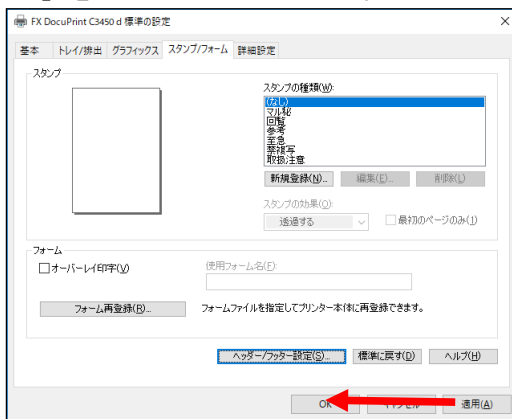 FX DocuPrint C3450 d 標準の設定
基本 トレイ/排出 グラフィックス スタンプ/フォーム 詳細設定
スタンプ
スタンプの種類(W):
(なし)
マル秘
回覧
参考
至急
禁複写
取扱注意
新規登録(N)... 編集(E)... 削除(L)
スタンプの効果(O):
透過する 最初のページのみ(1)
フォーム
オーバーレイ印字(V) 使用フォーム名(F):
フォーム再登録(R)... フォームファイルを指定してプリンター本体に再登録できます。
ヘッダー/フッター設定(S)... 標準に戻す(D) ヘルプ(H)
OK 適用(A)